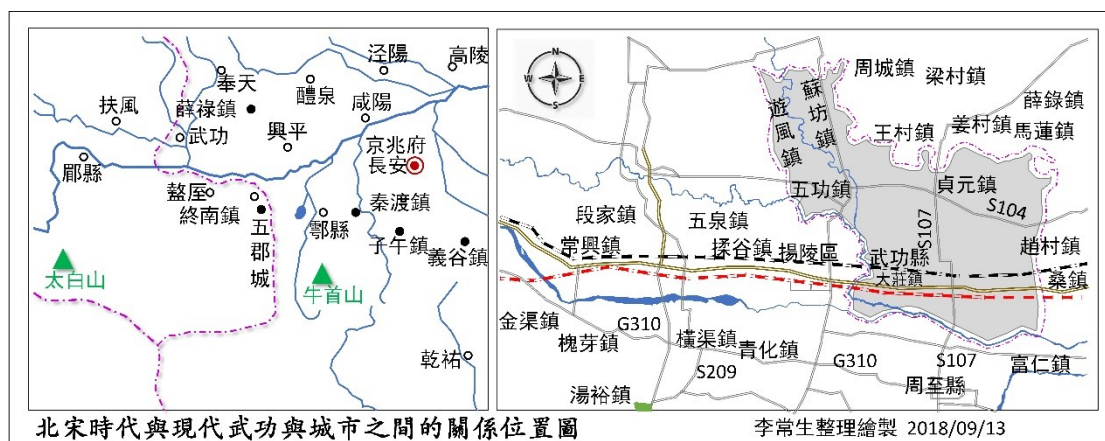 涇陽
高陵
奉天
醴泉
扶風
薛祿鎮
咸陽
武功
興平
京兆府
長安
郿縣
盩厔
終南鎮
秦渡鎮
五郡城
鄠縣
子午鎮
義谷鎮
太白山
牛首山
乾祐
N
W
E
S
周城鎮
梁村鎮
蘇坊鎮
遊風鎮
薛錄鎮
姜村鎮
王村鎮
馬蓮鎮
五功鎮
貞元鎮
S104
S107
段家鎮
五泉鎮
常興鎮
揉谷鎮
揚陵區
武功縣
大莊鎮
趙村鎮
桑鎮
金渠鎮
G310
槐芽鎮
橫渠鎮
S209
青化鎮
G310
S107
富仁鎮
周至縣
湯裕鎮
北宋時代與現代武功與城市之間的關係位置圖
李常生整理繪製 2018/09/13